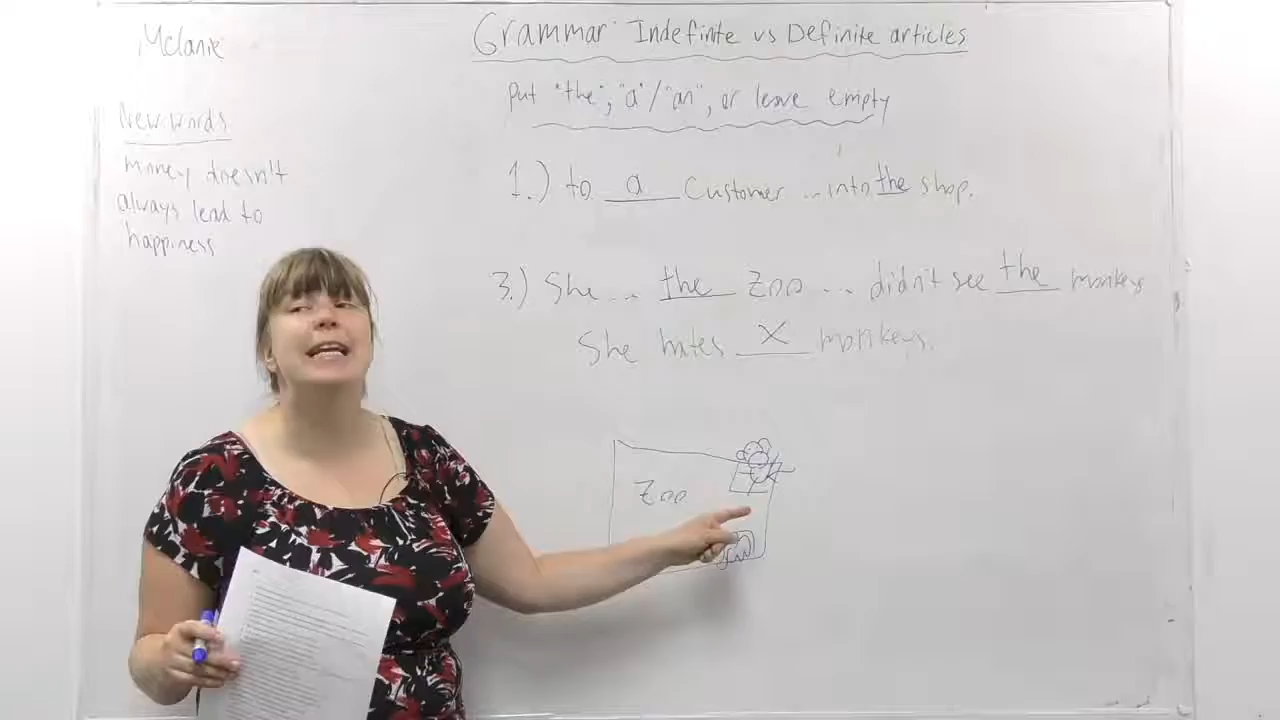 Melanie
New words
money doesn't
always lead to
happiness
Grammar: Indefinite vs Definite articles
put "the", "a"/"an", or leave empty
1.) to a customer ... into the shop.
3.) She ... the zoo ... didn't see the monkeys
She hates X monkeys.
Zoo